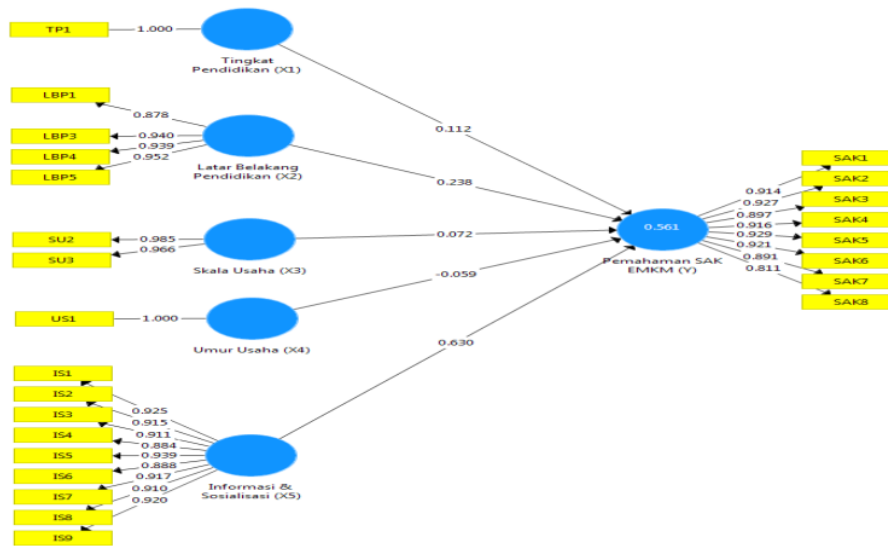 TP1
1.000
Tingkat
Pendidikan (X1)
0.112
LBP1
LBP3
LBP4
LBP5
0.878
0.940
0.939
0.952
Latar Belakang
Pendidikan (X2)
0.238
SU2
SU3
0.985
0.966
Skala Usaha (X3)
0.072
US1
1.000
Umur Usaha (X4)
-0.059
IS1
IS2
IS3
IS4
IS5
IS6
IS7
IS8
IS9
0.925
0.915
0.911
0.884
0.939
0.888
0.917
0.910
0.920
Informasi &
Sosialisasi (X5)
0.630
0.561
Pemahaman SAK
EMKM (Y)
0.914
0.927
0.897
0.916
0.929
0.921
0.891
0.811
SAK1
SAK2
SAK3
SAK4
SAK5
SAK6
SAK7
SAK8